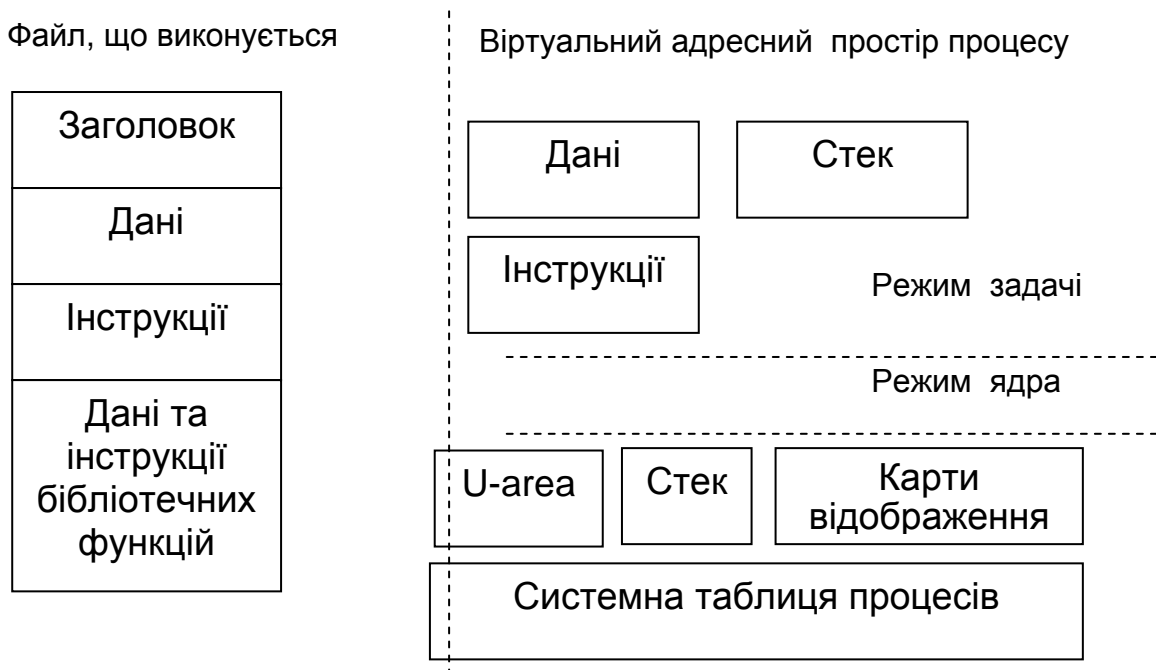 Файл, що виконується
Заголовок
Дані
Інструкції
Дані та
інструкції
бібліотечних
функцій
Віртуальний адресний простір процесу
Дані
Стек
Інструкції
Режим задачі
Режим ядра
U-area
Стек
Карти
відображення
Системна таблиця процесів